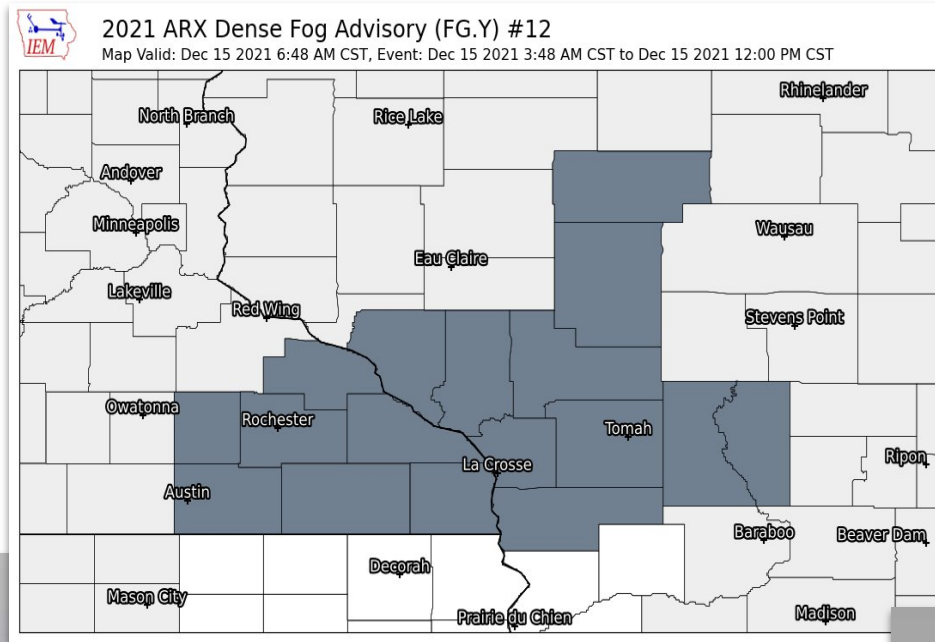 IEM
2021 ARX Dense Fog Advisory (FG.Y) #12
Map Valid: Dec 15 2021 6:48 AM CST, Event: Dec 15 2021 3:48 AM CST to Dec 15 2021 12:00 PM CST
Rhinelander
North Branch
Rice Lake
Andover
Minneapolis
Wausau
Eau Claire
Lakeville
Red Wing
Stevens Point
Owatonna
Rochester
Tomah
Ripon
La Crosse
Austin
Baraboo
Beaver Dam
Decorah
Mason City
Prairie du Chien
Madison